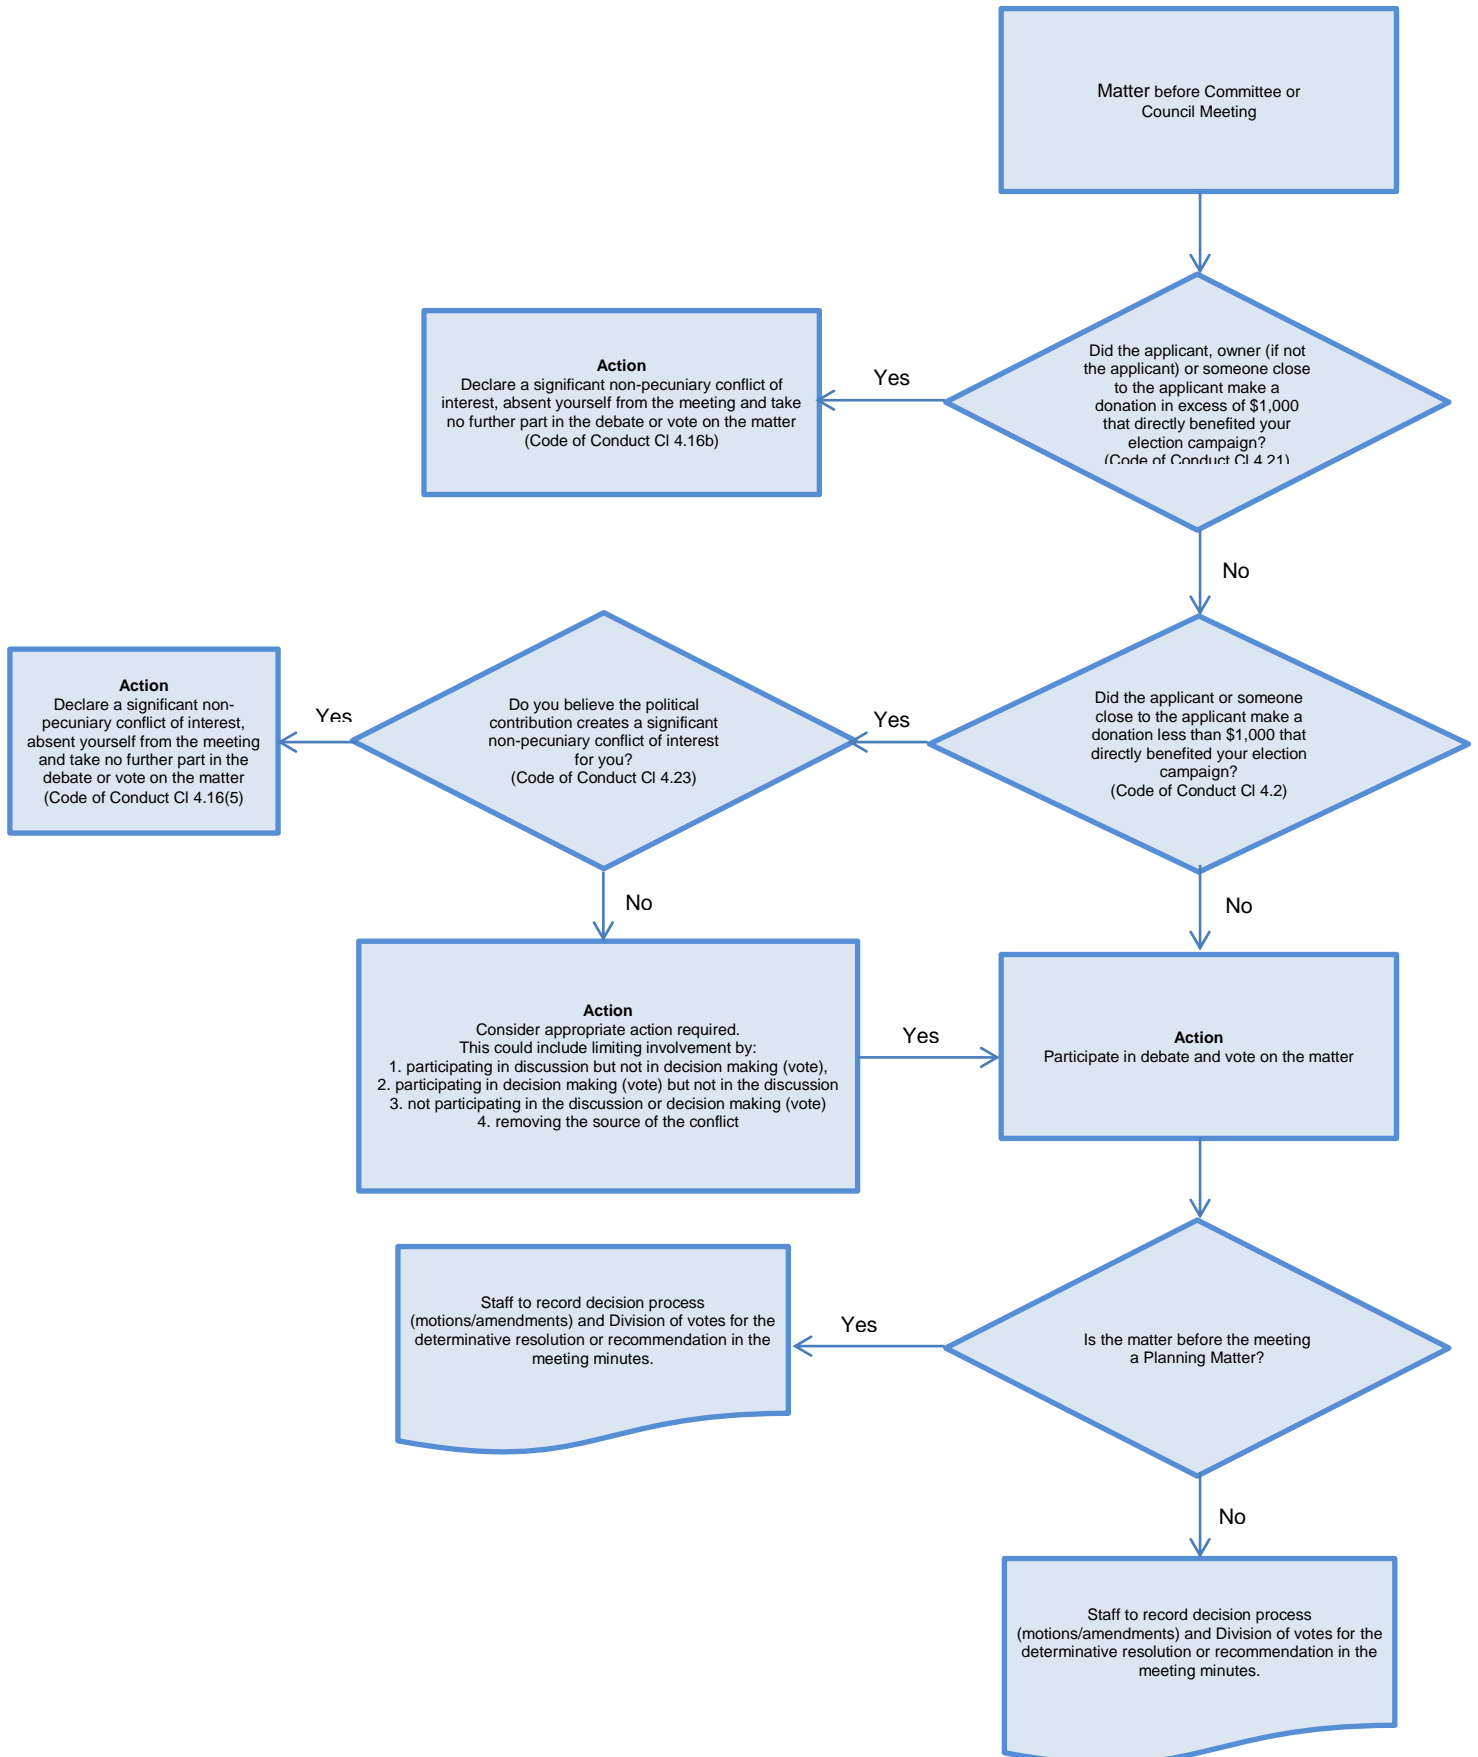 Matter before Committee or
Council Meeting
Did the applicant, owner (if not
the applicant) or someone close
to the applicant make a
donation in excess of $1,000
that directly benefited your
election campaign?
(Code of Conduct Cl 4.21)
Yes
Action
Declare a significant non-pecuniary conflict of
interest, absent yourself from the meeting and take
no further part in the debate or vote on the matter
(Code of Conduct Cl 4.16b)
No
Did the applicant or someone
close to the applicant make a
donation less than $1,000 that
directly benefited your election
campaign?
(Code of Conduct Cl 4.2)
Yes
Do you believe the political
contribution creates a significant
non-pecuniary conflict of interest
for you?
(Code of Conduct Cl 4.23)
Yes
Action
Declare a significant non-
pecuniary conflict of interest,
absent yourself from the meeting
and take no further part in the
debate or vote on the matter
(Code of Conduct Cl 4.16(5)
No
No
Action
Consider appropriate action required.
This could include limiting involvement by:
1. participating in discussion but not in decision making (vote),
2. participating in decision making (vote) but not in the discussion
3. not participating in the discussion or decision making (vote)
4. removing the source of the conflict
Yes
Action
Participate in debate and vote on the matter
Is the matter before the meeting
a Planning Matter?
Yes
Staff to record decision process
(motions/amendments) and Division of votes for the
determinative resolution or recommendation in the
meeting minutes.
No
Staff to record decision process
(motions/amendments) and Division of votes for the
determinative resolution or recommendation in the
meeting minutes.